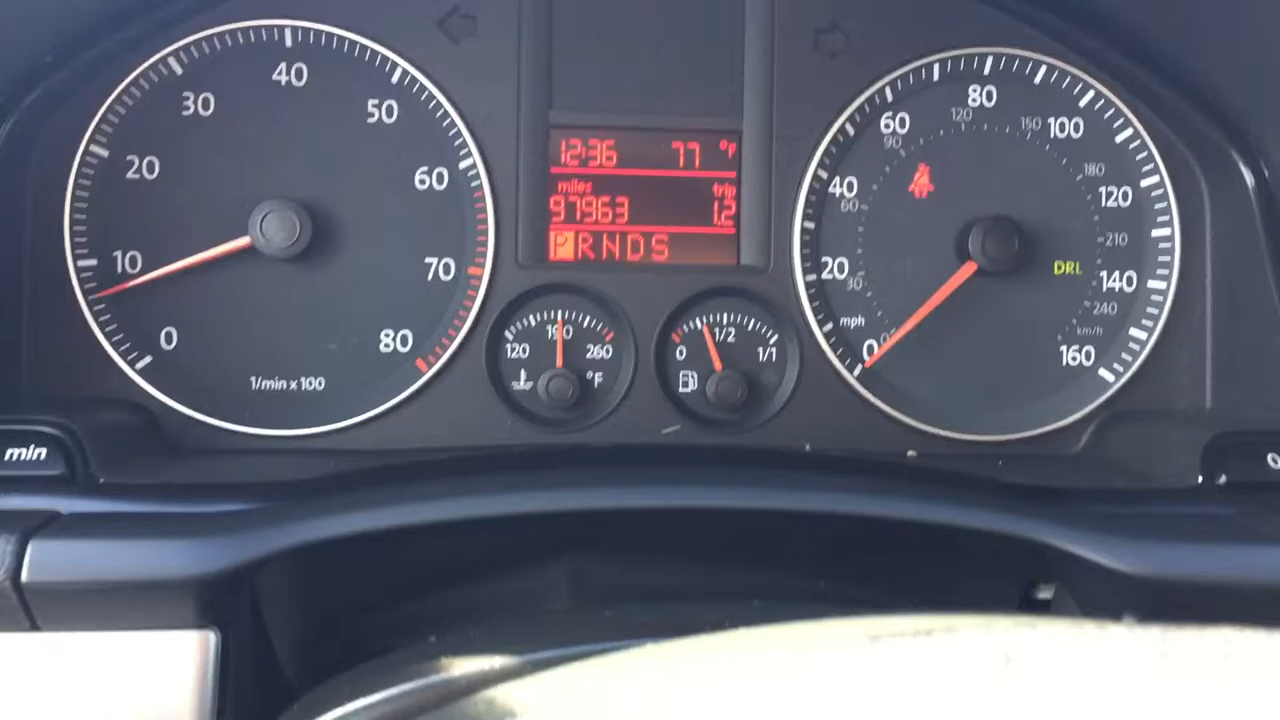 0
10
20
30
40
50
60
70
80
1/min x 100
12:36 77 °F
miles trip
97963 1.2
P R N D S
120 190 260
°F
0 1/2 1/1
0
20
40
60
80
100
120
140
160
mph
30
60
90
120
150
180
210
240
km/h
DRL
min
0